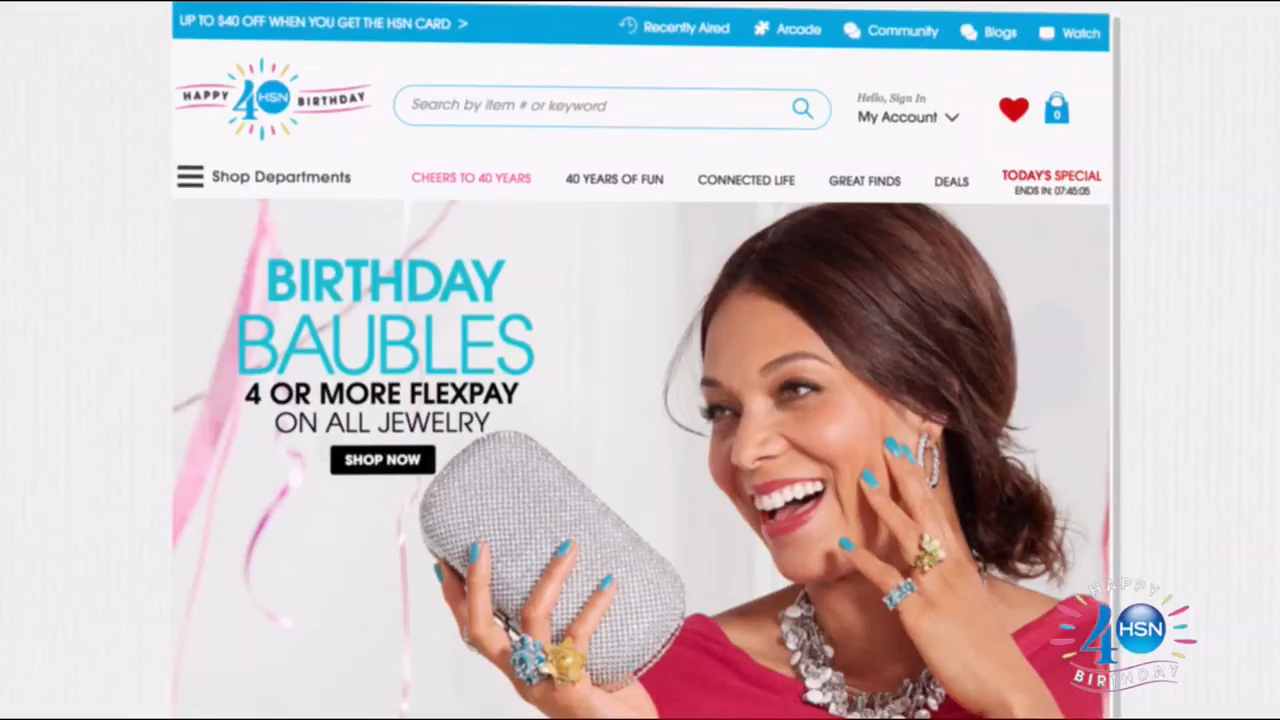 UP TO $40 OFF WHEN YOU GET THE HSN CARD >
Recently Aired
Arcade
Community
Blogs
Watch
HAPPY 40 HSN BIRTHDAY
Search by item # or keyword
Hello, Sign In
My Account
0
Shop Departments
CHEERS TO 40 YEARS
40 YEARS OF FUN
CONNECTED LIFE
GREAT FINDS
DEALS
TODAY'S SPECIAL
ENDS IN: 07:45:05
BIRTHDAY
BAUBLES
4 OR MORE FLEXPAY
ON ALL JEWELRY
SHOP NOW
HAPPY
40 HSN
BIRTHDAY